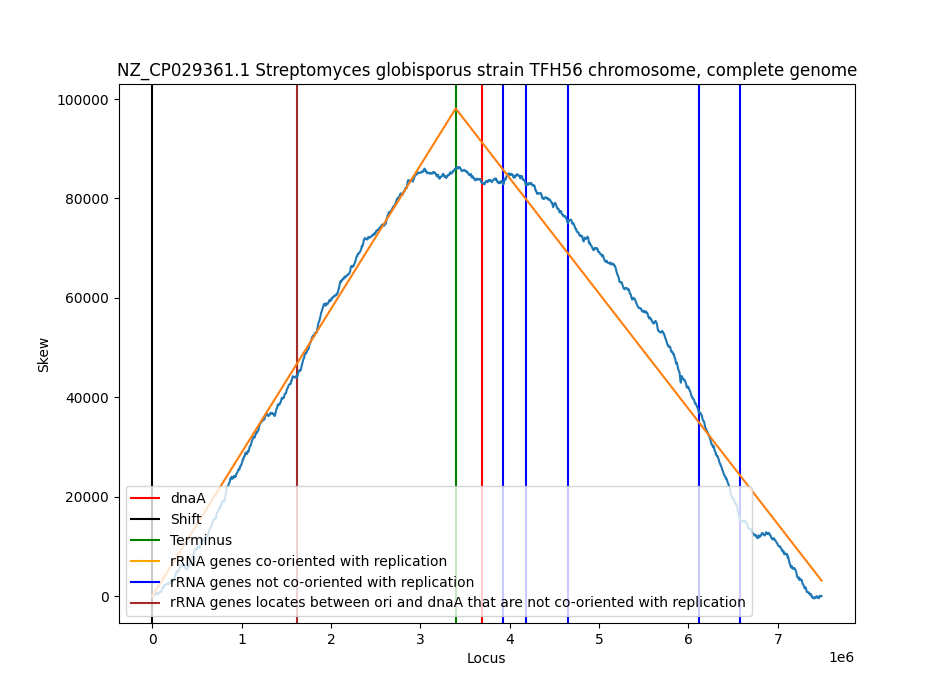 NZ_CP029361.1 Streptomyces globisporus strain TFH56 chromosome, complete genome
100000
80000
60000
40000
20000
0
Skew
dnaA
Shift
Terminus
rRNA genes co-oriented with replication
rRNA genes not co-oriented with replication
rRNA genes locates between ori and dnaA that are not co-oriented with replication
0 1 2 3 4 5 6 7
1e6
Locus